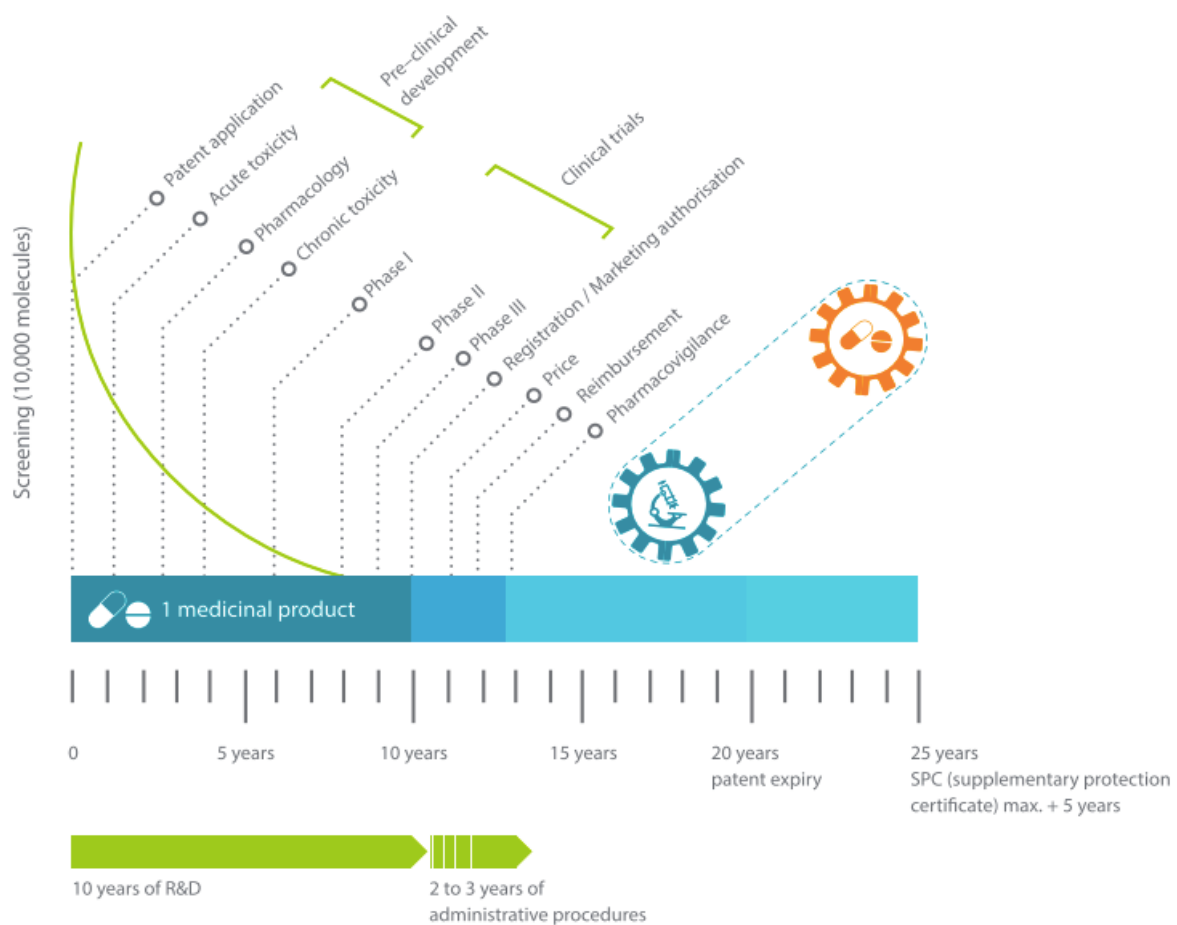 Pre–clinical
development
Patent application
Acute toxicity
Pharmacology
Chronic toxicity
Clinical trials
Phase I
Phase II
Phase III
Registration / Marketing authorisation
Price
Reimbursement
Pharmacovigilance
Screening (10,000 molecules)
1 medicinal product
0
5 years
10 years
15 years
20 years
patent expiry
25 years
SPC (supplementary protection
certificate) max. + 5 years
10 years of R&D
2 to 3 years of
administrative procedures